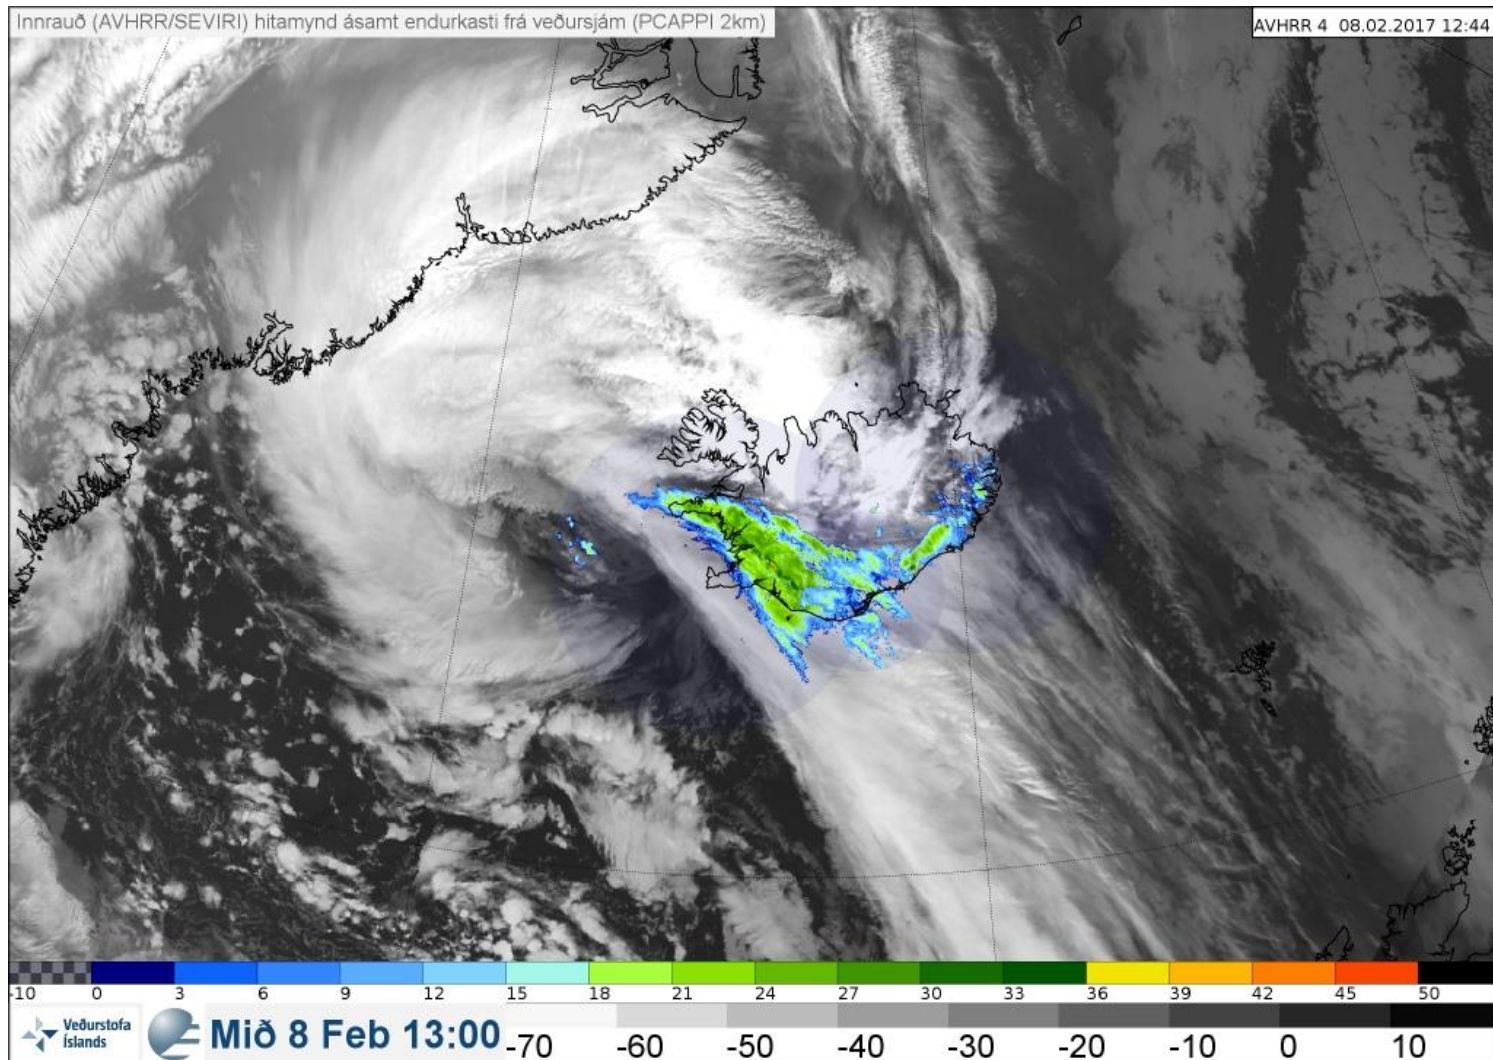 Innrauð (AVHRR/SEVIRI) hitamynd ásamt endurkasti frá veðursjám (PCAPPI 2km)
AVHRR 4 08.02.2017 12:44
-10 0 3 6 9 12 15 18 21 24 27 30 33 36 39 42 45 50
Veðurstofa
Íslands
Mið 8 Feb 13:00
-70 -60 -50 -40 -30 -20 -10 0 10